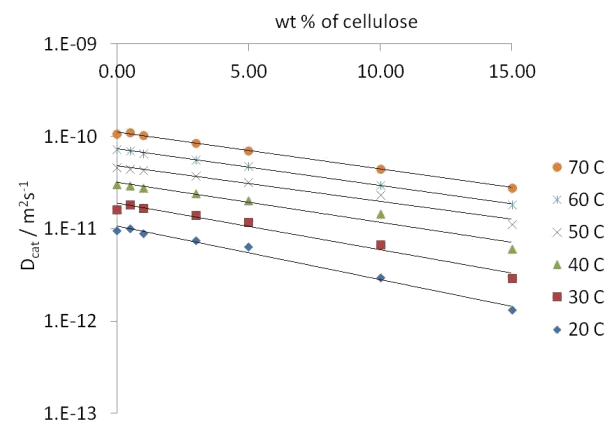 wt % of cellulose
1.E-09
0.00 5.00 10.00 15.00
1.E-10
1.E-11
1.E-12
1.E-13
D_cat / m²s⁻¹
70 C
60 C
50 C
40 C
30 C
20 C